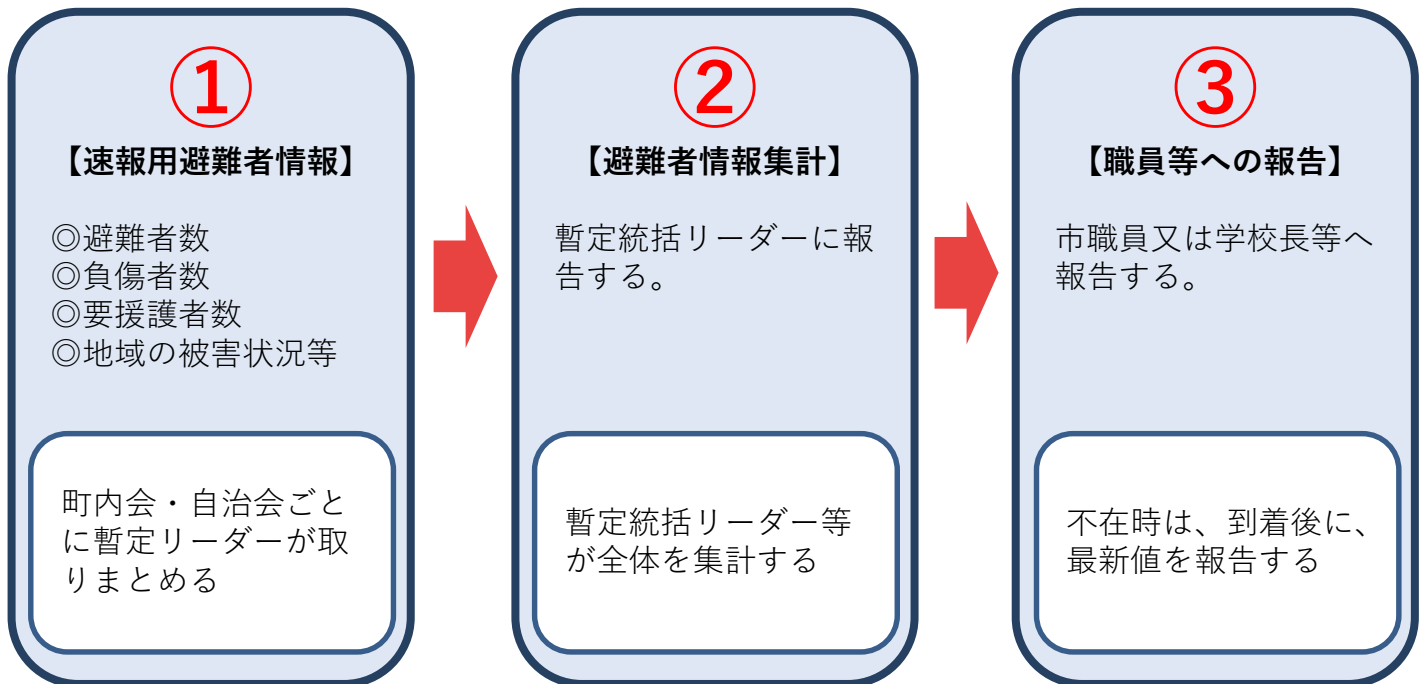 ①
【速報用避難者情報】
◎避難者数
◎負傷者数
◎要援護者数
◎地域の被害状況等
町内会・自治会ごと
に暫定リーダーが取
りまとめる
②
【避難者情報集計】
暫定統括リーダーに報
告する。
暫定統括リーダー等
が全体を集計する
③
【職員等への報告】
市職員又は学校長等へ
報告する。
不在時は、到着後に、
最新値を報告する